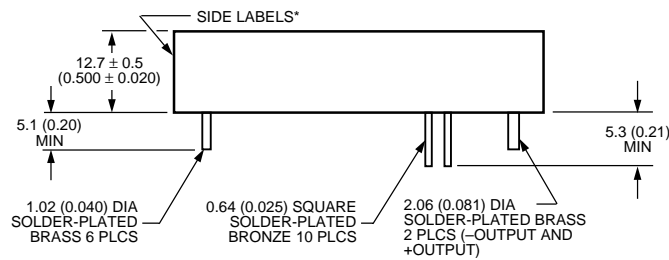 SIDE LABELS*
12.7 ± 0.5
(0.500 ± 0.020)
5.1 (0.20)
MIN
5.3 (0.21)
MIN
1.02 (0.040) DIA
SOLDER-PLATED
BRASS 6 PLCS
0.64 (0.025) SQUARE
SOLDER-PLATED
BRONZE 10 PLCS
2.06 (0.081) DIA
SOLDER-PLATED BRASS
2 PLCS (–OUTPUT AND
+OUTPUT)